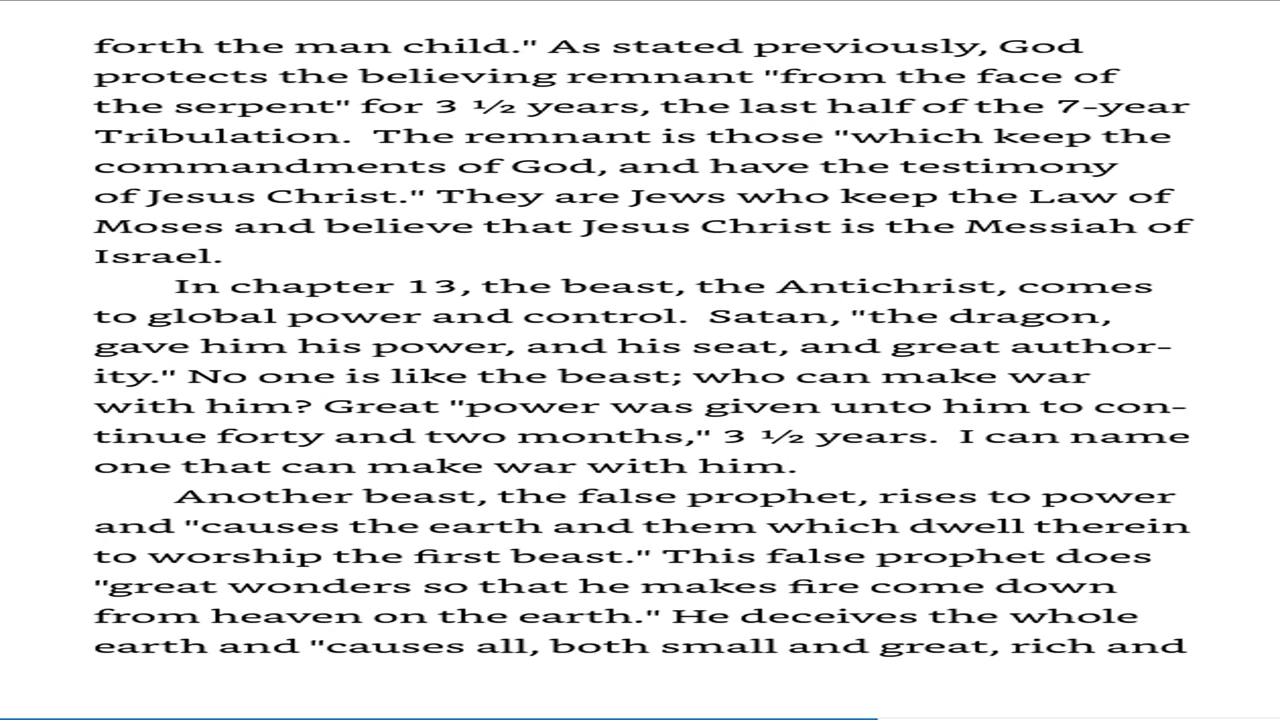 forth the man child." As stated previously, God
protects the believing remnant "from the face of
the serpent" for 3 ½ years, the last half of the 7-year
Tribulation.  The remnant is those "which keep the
commandments of God, and have the testimony
of Jesus Christ." They are Jews who keep the Law of
Moses and believe that Jesus Christ is the Messiah of
Israel.
In chapter 13, the beast, the Antichrist, comes
to global power and control.  Satan, "the dragon,
gave him his power, and his seat, and great author-
ity." No one is like the beast; who can make war
with him? Great "power was given unto him to con-
tinue forty and two months," 3 ½ years.  I can name
one that can make war with him.
Another beast, the false prophet, rises to power
and "causes the earth and them which dwell therein
to worship the first beast." This false prophet does
"great wonders so that he makes fire come down
from heaven on the earth." He deceives the whole
earth and "causes all, both small and great, rich and